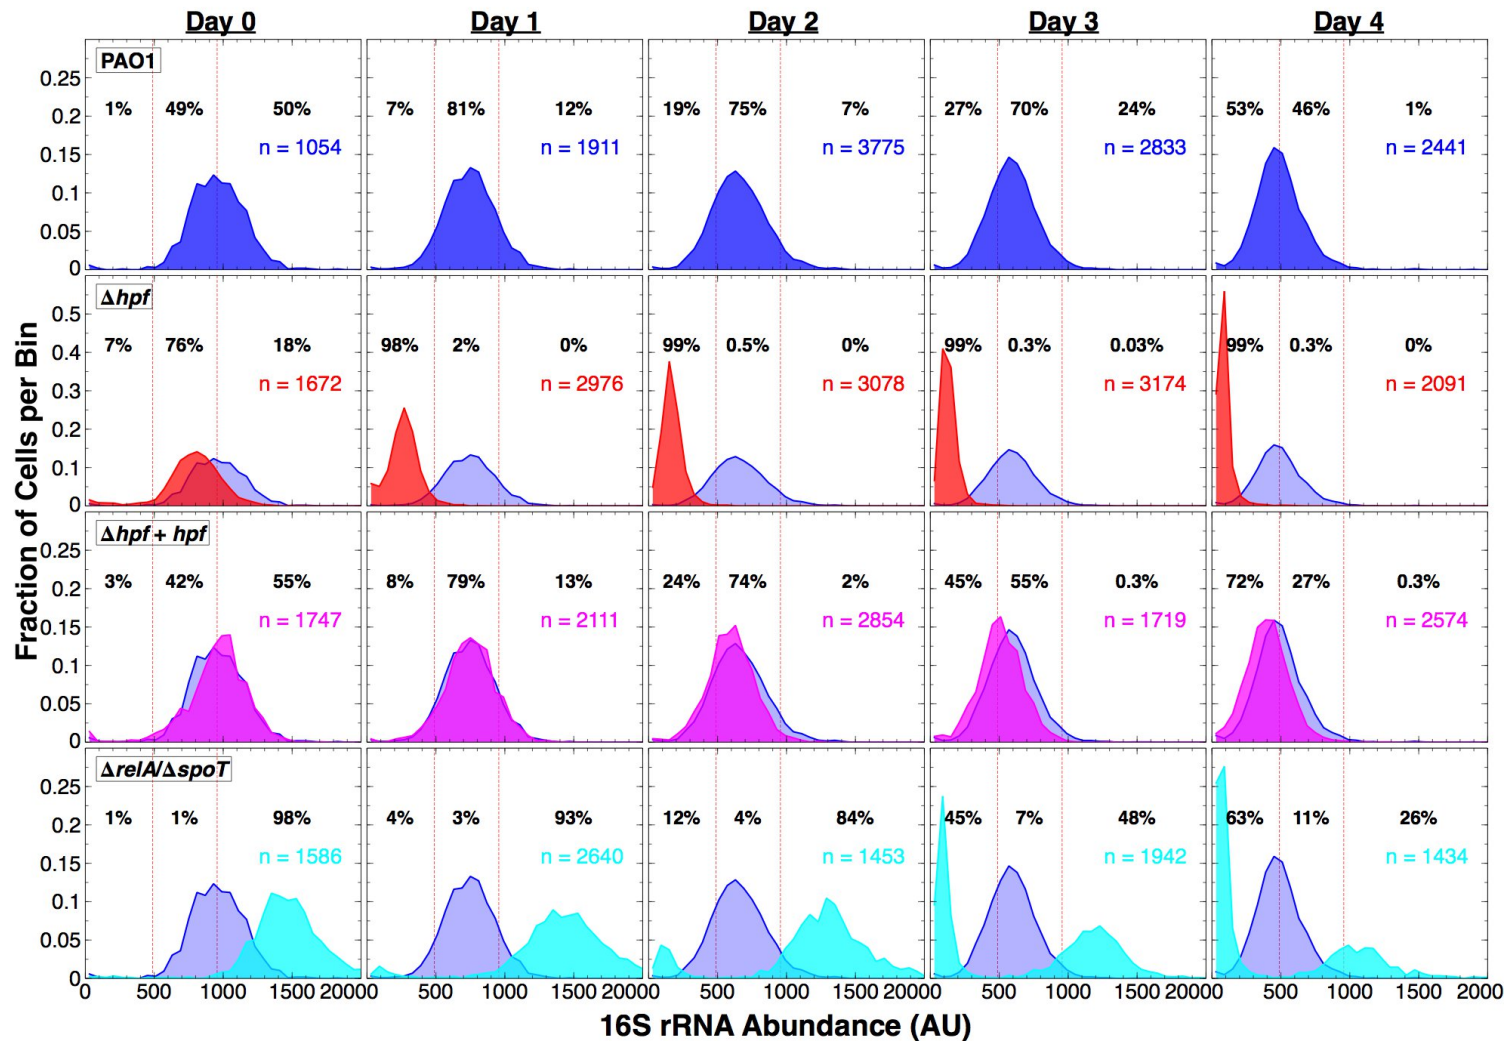 Day 0 Day 1 Day 2 Day 3 Day 4
PAO1
0.25
0.2
0.15
0.1
0.05
0
1% 49% 50%
n = 1054
7% 81% 12%
n = 1911
19% 75% 7%
n = 3775
27% 70% 24%
n = 2833
53% 46% 1%
n = 2441
Δhpf
0.5
0.4
0.3
0.2
0.1
0
7% 76% 18%
n = 1672
98% 2% 0%
n = 2976
99% 0.5% 0%
n = 3078
99% 0.3% 0.03%
n = 3174
99% 0.3% 0%
n = 2091
Δhpf + hpf
0.25
0.2
0.15
0.1
0.05
0
3% 42% 55%
n = 1747
8% 79% 13%
n = 2111
24% 74% 2%
n = 2854
45% 55% 0.3%
n = 1719
72% 27% 0.3%
n = 2574
ΔrelA/ΔspoT
0.25
0.2
0.15
0.1
0.05
0
1% 1% 98%
n = 1586
4% 3% 93%
n = 2640
12% 4% 84%
n = 1453
45% 7% 48%
n = 1942
63% 11% 26%
n = 1434
0 500 1000 1500 2000 500 1000 1500 2000 500 1000 1500 2000 500 1000 1500 2000 500 1000 1500 2000
Fraction of Cells per Bin
16S rRNA Abundance (AU)